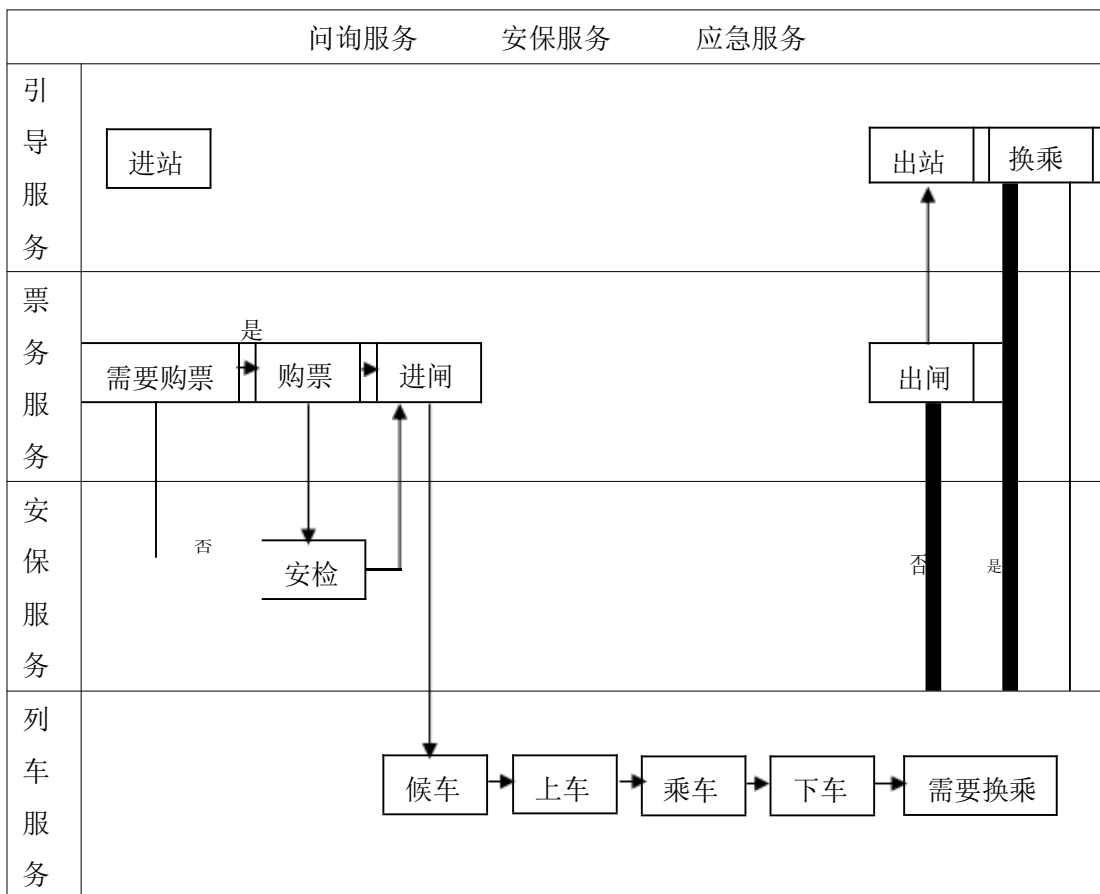 问询服务 安保服务 应急服务
引导服务
进站
出站
换乘
票务服务
是
需要购票
购票
进闸
出闸
安保服务
否
安检
否
是
列车服务
候车
上车
乘车
下车
需要换乘